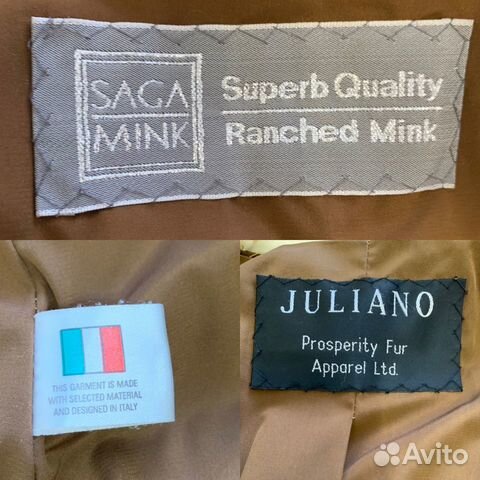 SAGA
MINK
Superb Quality
Ranched Mink
THIS GARMENT IS MADE
WITH SELECTED MATERIAL
AND DESIGNED IN ITALY
JULIANO
Prosperity Fur
Apparel Ltd.
Avito